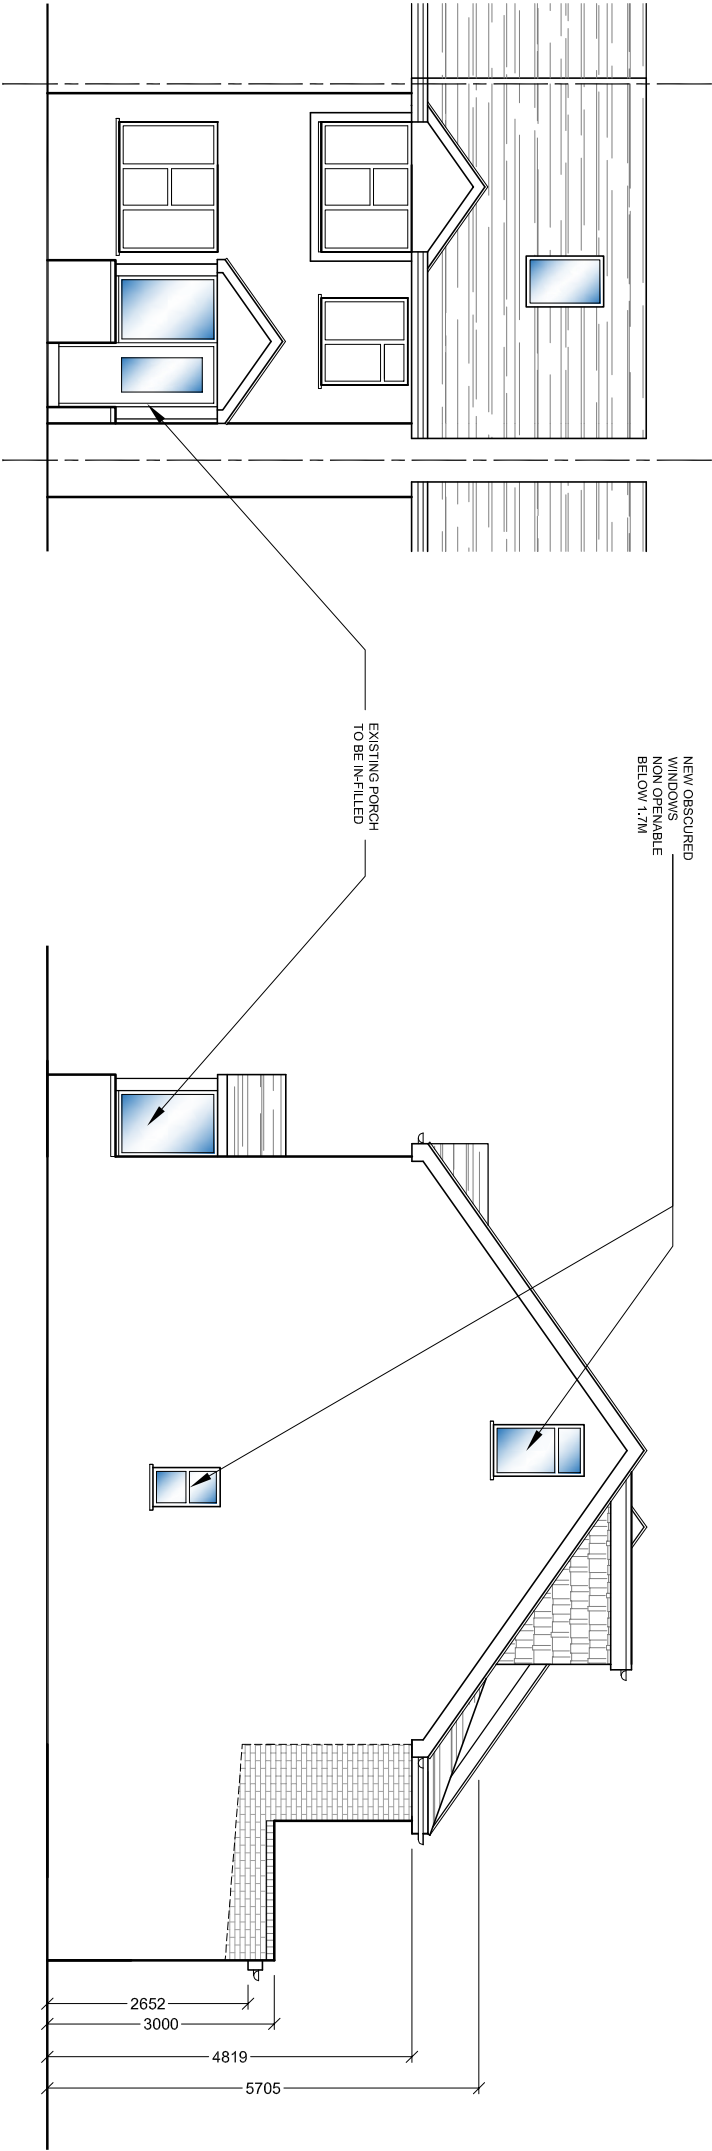 NEW OBSCURED
WINDOWS
NON OPENABLE
BELOW 1.7M
EXISTING PORCH
TO BE IN-FILLED
2652
3000
4819
5705